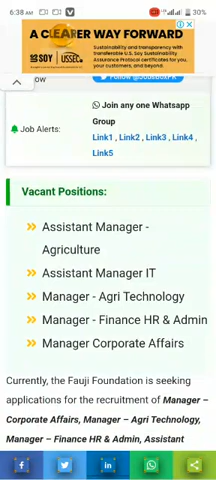 6:38 AM
30%
A CLEARER WAY FORWARD
SOY
USSEC
Sustainability and transparency with
transferable U.S. Soy Sustainability
Assurance Protocol certificates for you,
your customers, and beyond.
ow
Follow @JobsBoxPK
Join any one Whatsapp
Group
Job Alerts:
Link1 , Link2 , Link3 , Link4 ,
Link5
Vacant Positions:
Assistant Manager -
Agriculture
Assistant Manager IT
Manager - Agri Technology
Manager - Finance HR & Admin
Manager Corporate Affairs
Currently, the Fauji Foundation is seeking
applications for the recruitment of Manager –
Corporate Affairs, Manager – Agri Technology,
Manager – Finance HR & Admin, Assistant